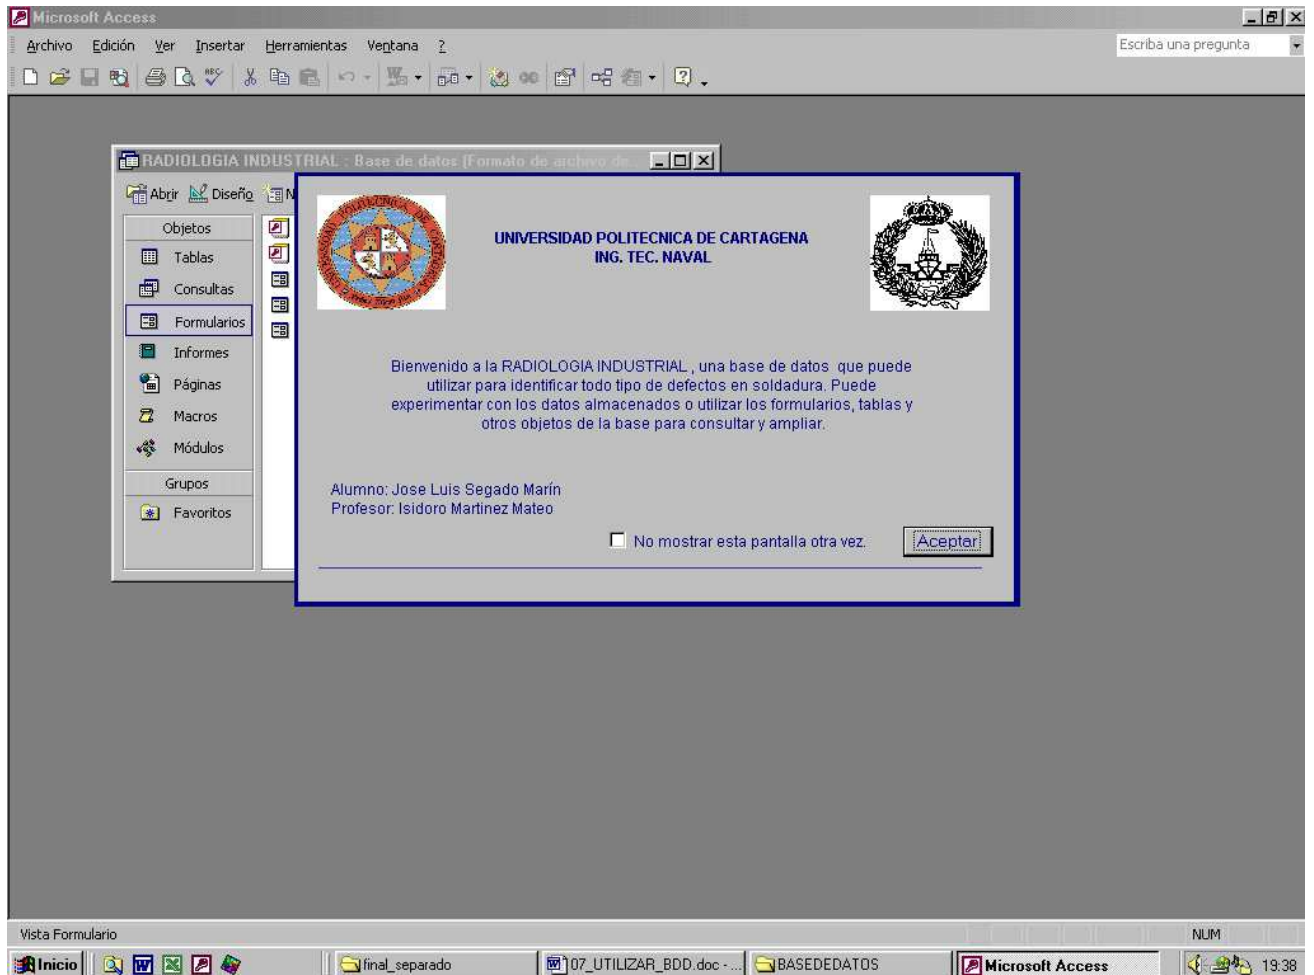 Microsoft Access
Archivo Edición Ver Insertar Herramientas Ventana ? Escriba una pregunta
RADIOLOGIA INDUSTRIAL : Base de datos (Formato de archivo de...
Abrir Diseño N
Objetos
Tablas
Consultas
Formularios
Informes
Páginas
Macros
Módulos
Grupos
Favoritos
UNIVERSIDAD POLITECNICA DE CARTAGENA
ING. TEC. NAVAL
Bienvenido a la RADIOLOGIA INDUSTRIAL , una base de datos que puede
utilizar para identificar todo tipo de defectos en soldadura. Puede
experimentar con los datos almacenados o utilizar los formularios, tablas y
otros objetos de la base para consultar y ampliar.
Alumno: Jose Luis Segado Marín
Profesor: Isidoro Martinez Mateo
No mostrar esta pantalla otra vez. Aceptar
Vista Formulario NUM
Inicio final_separado 07_UTILIZAR_BDD.doc - ... BASEDEDATOS Microsoft Access 19:38